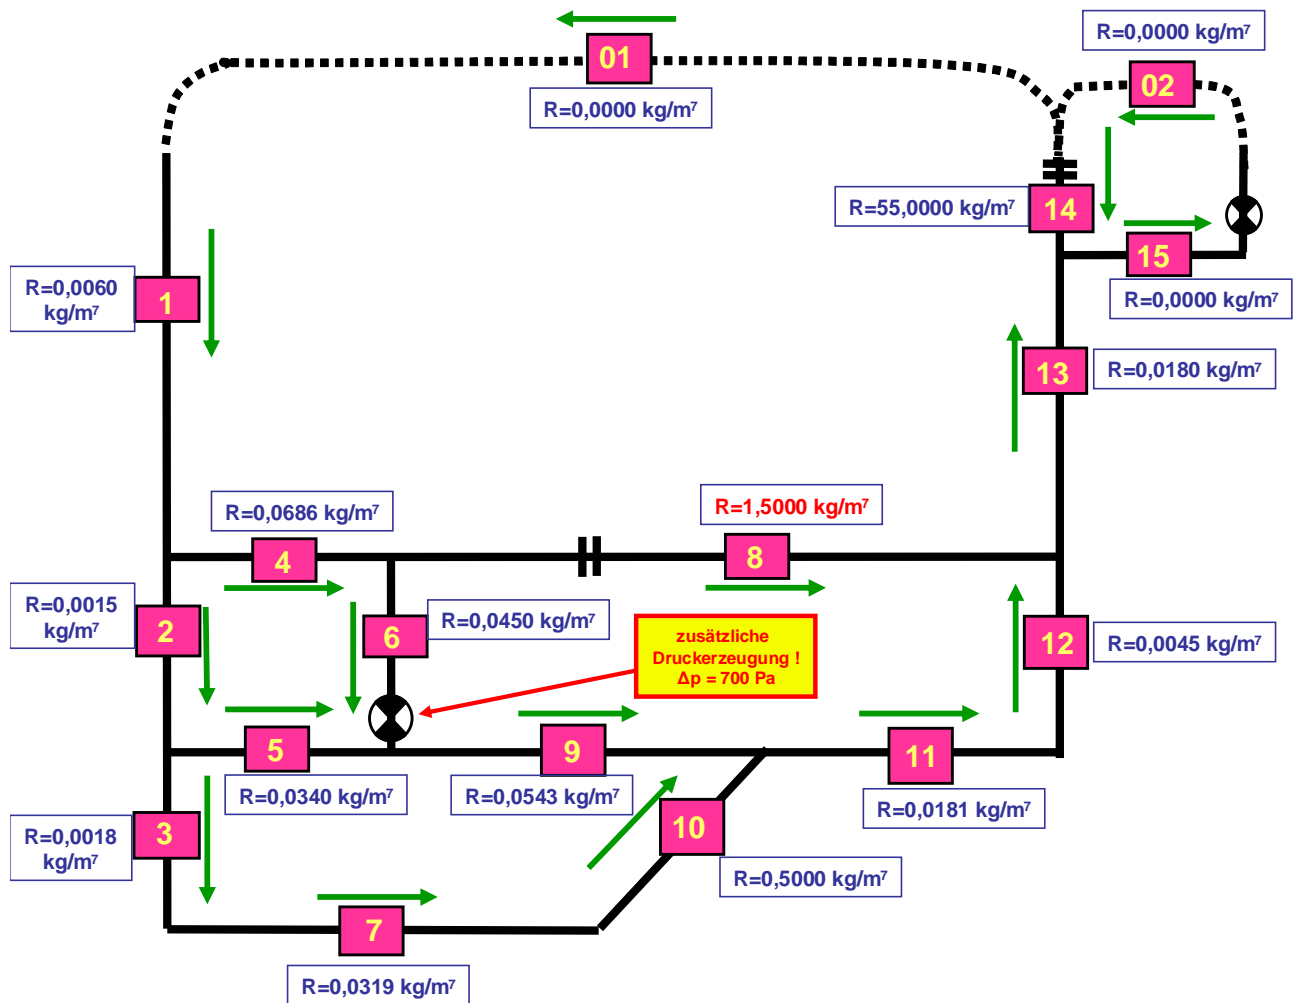 R=0,0000 kg/m⁷
01
02
R=0,0000 kg/m⁷
R=55,0000 kg/m⁷
14
15
R=0,0000 kg/m⁷
R=0,0060
kg/m⁷
1
13
R=0,0180 kg/m⁷
R=0,0686 kg/m⁷
R=1,5000 kg/m⁷
4
8
R=0,0015
kg/m⁷
2
6
R=0,0450 kg/m⁷
zusätzliche
Druckerzeugung !
Δp = 700 Pa
12
R=0,0045 kg/m⁷
5
9
11
R=0,0340 kg/m⁷
R=0,0543 kg/m⁷
R=0,0181 kg/m⁷
R=0,0018
kg/m⁷
3
10
R=0,5000 kg/m⁷
7
R=0,0319 kg/m⁷